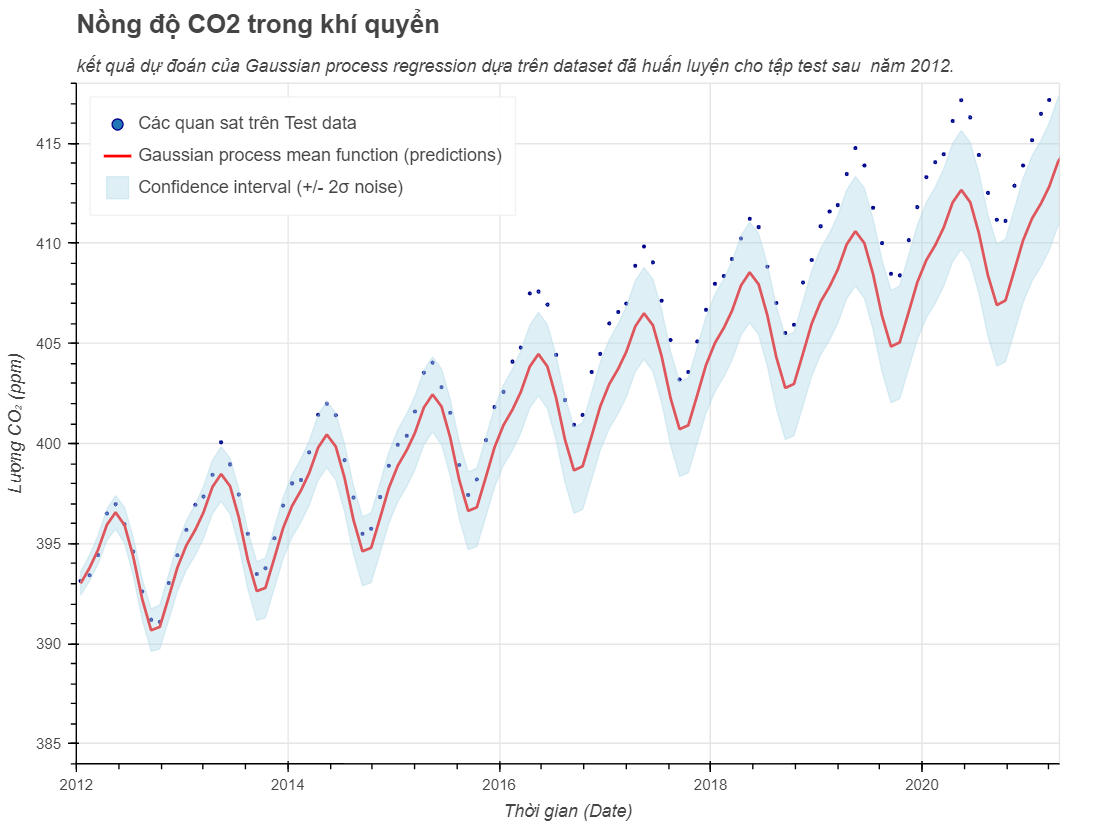 Nồng độ CO2 trong khí quyển
kết quả dự đoán của Gaussian process regression dựa trên dataset đã huấn luyện cho tập test sau  năm 2012.
Các quan sat trên Test data
Gaussian process mean function (predictions)
Confidence interval (+/- 2σ noise)
415
410
405
400
395
390
385
Lượng CO₂ (ppm)
2012 2014 2016 2018 2020
Thời gian (Date)